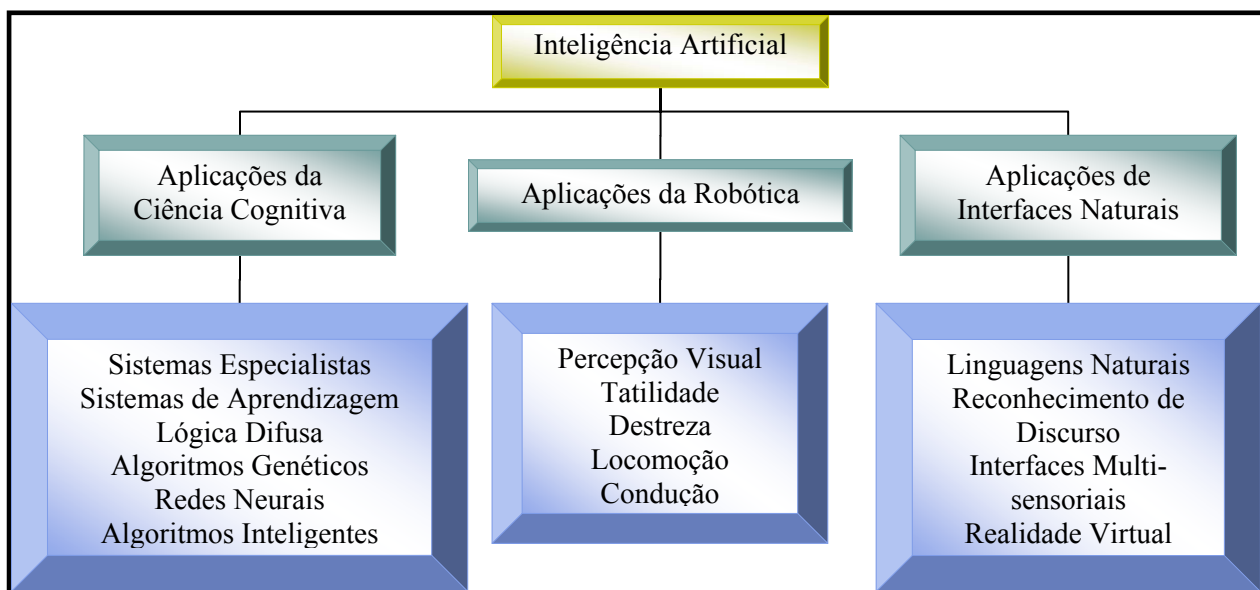 Inteligência Artificial
Aplicações da
Ciência Cognitiva
Aplicações da Robótica
Aplicações de
Interfaces Naturais
Sistemas Especialistas
Sistemas de Aprendizagem
Lógica Difusa
Algoritmos Genéticos
Redes Neurais
Algoritmos Inteligentes
Percepção Visual
Tatilidade
Destreza
Locomoção
Condução
Linguagens Naturais
Reconhecimento de
Discurso
Interfaces Multi-
sensoriais
Realidade Virtual